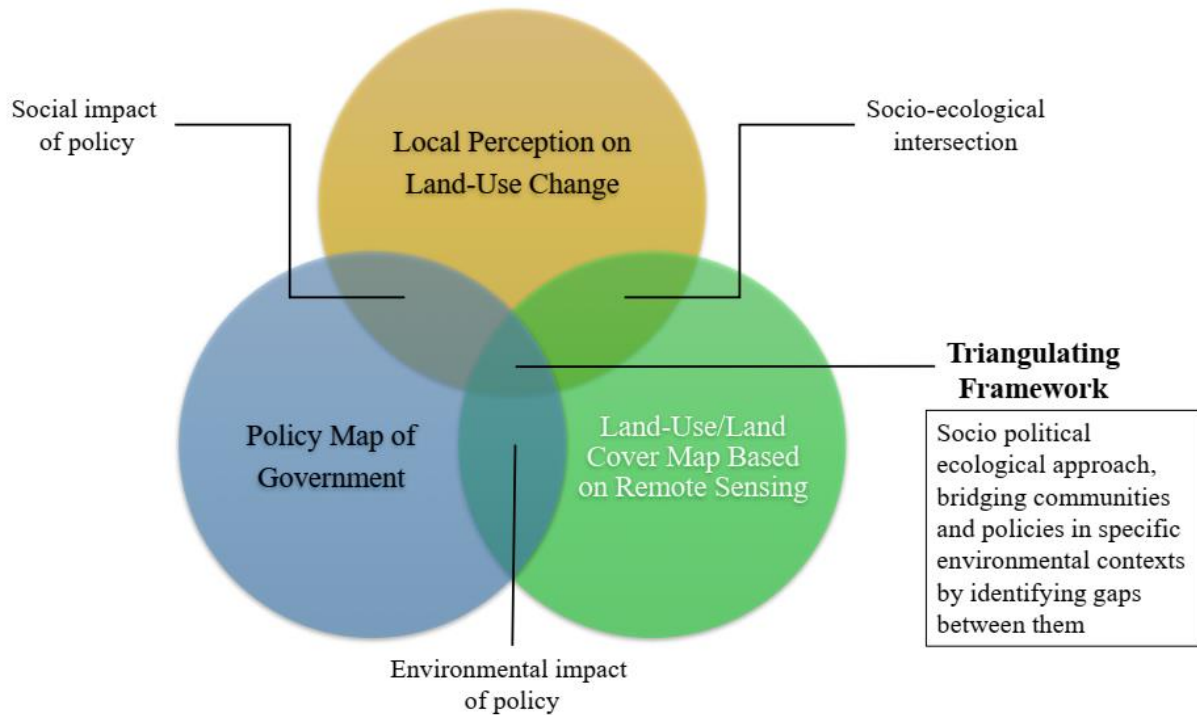 Social impact
of policy
Local Perception on
Land-Use Change
Socio-ecological
intersection
Policy Map of
Government
Land-Use/Land
Cover Map Based
on Remote Sensing
Triangulating
Framework
Socio political
ecological approach,
bridging communities
and policies in specific
environmental contexts
by identifying gaps
between them
Environmental impact
of policy